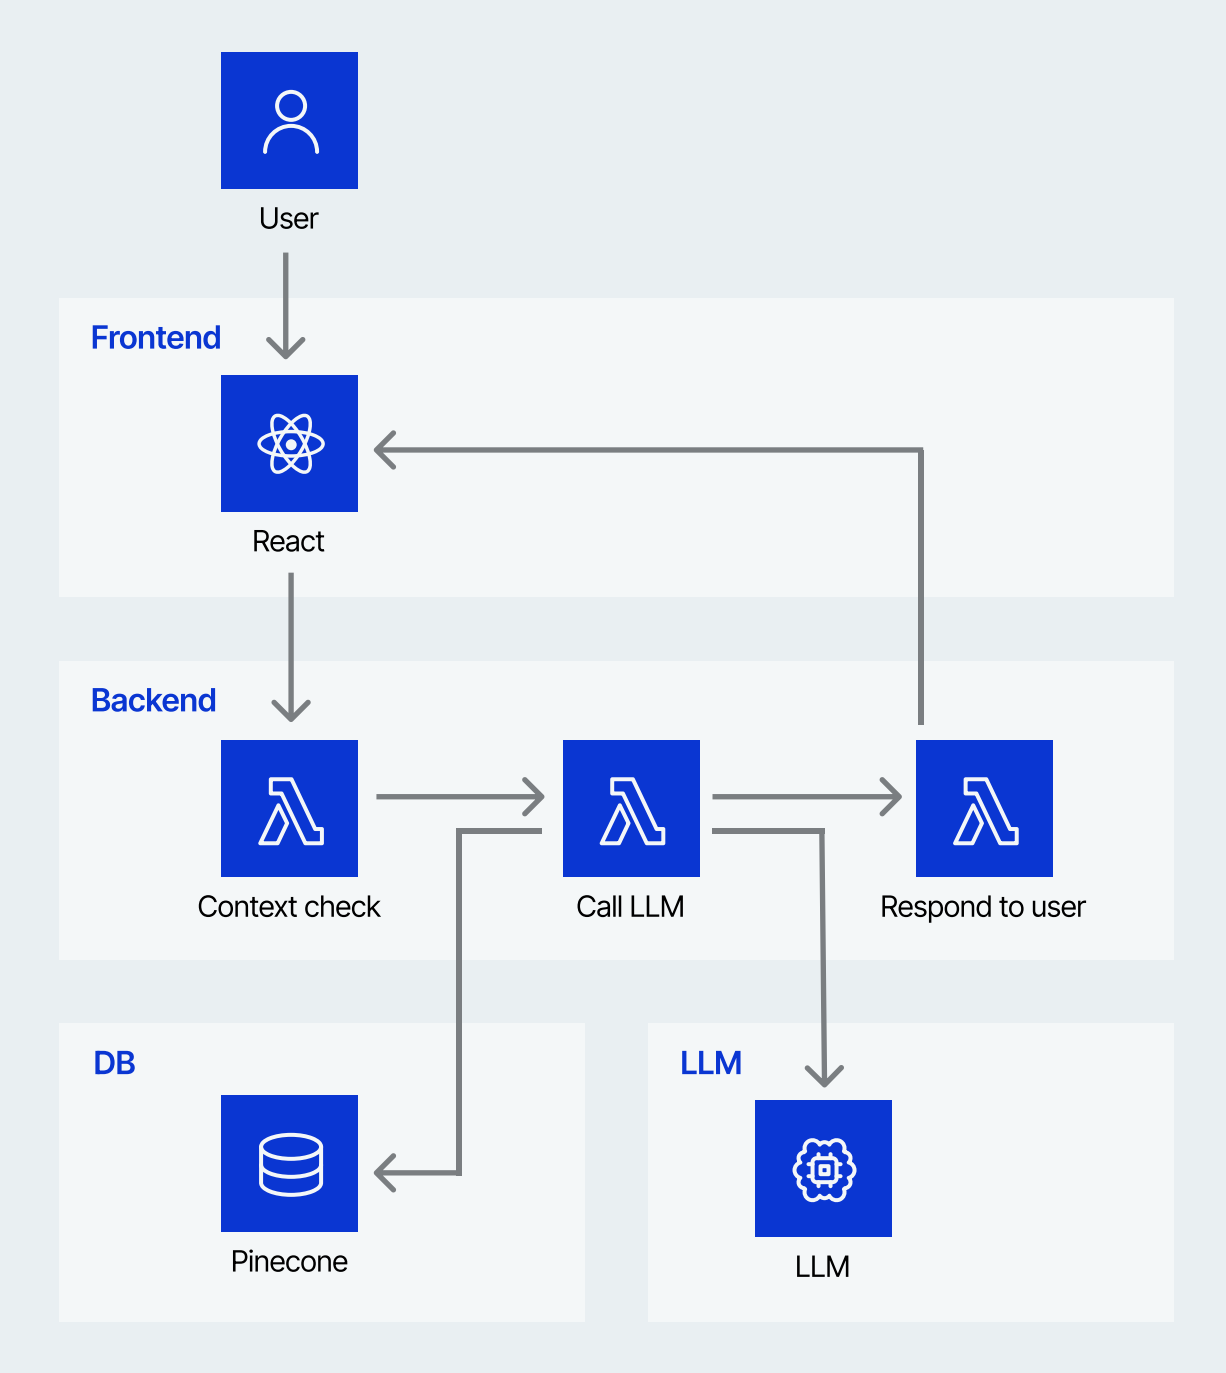 User
Frontend
React
Backend
Context check
Call LLM
Respond to user
DB
LLM
Pinecone
LLM